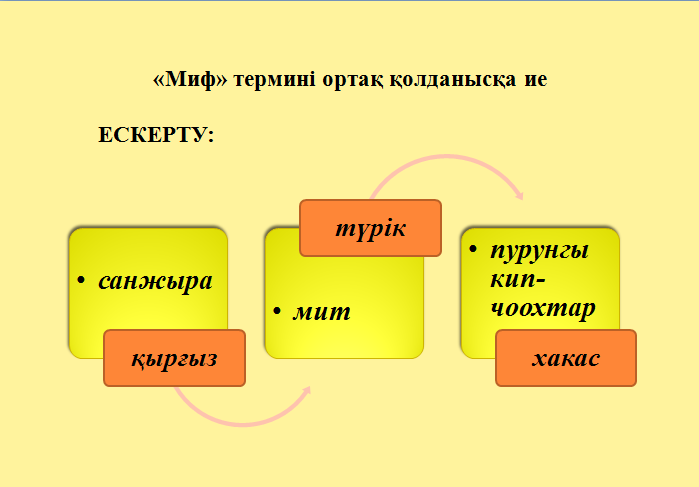 «Миф» термині ортақ қолданысқа ие
ЕСКЕРТУ:
• санжыра
қырғыз
түрік
• мит
• пурунгы
кип-
чоохтар
хакас